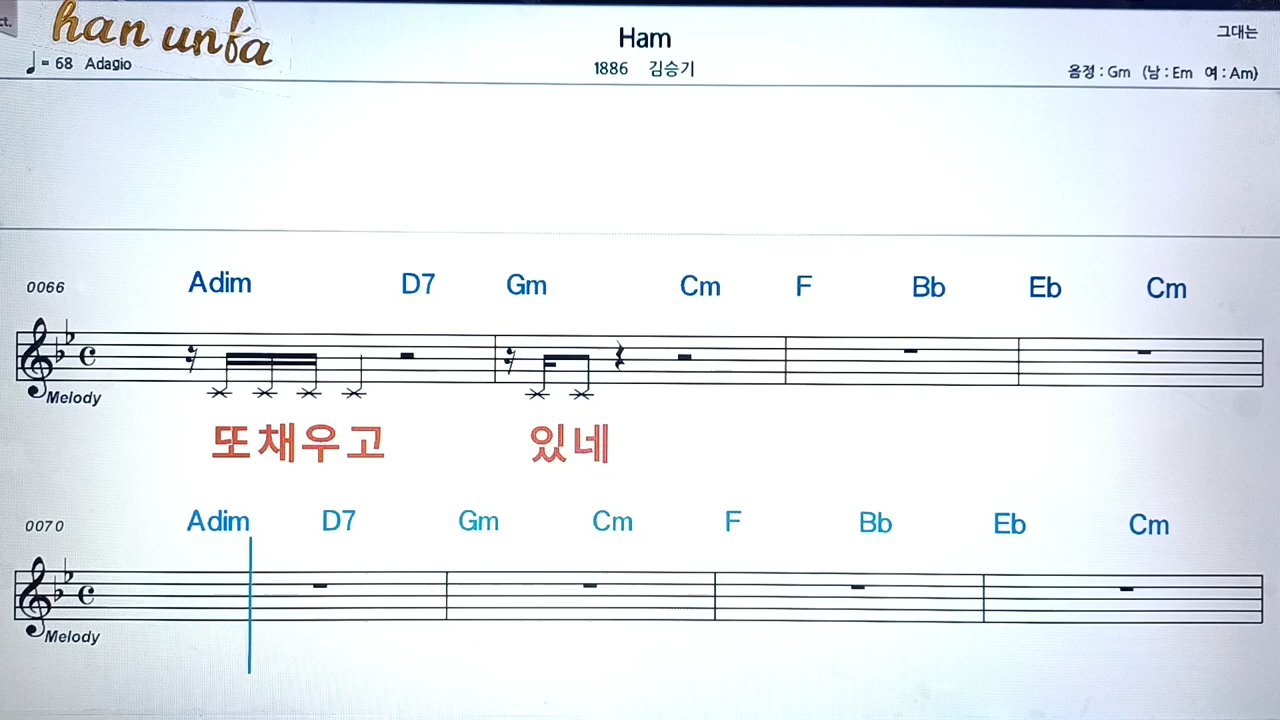 ct.
han unfa
Ham
그대는
♩ = 68 Adagio
1886 김승기
음정 : Gm (남 : Em 여 : Am)
0066 Adim D7 Gm Cm F Bb Eb Cm
Melody
또채우고 있네
0070 Adim D7 Gm Cm F Bb Eb Cm
Melody